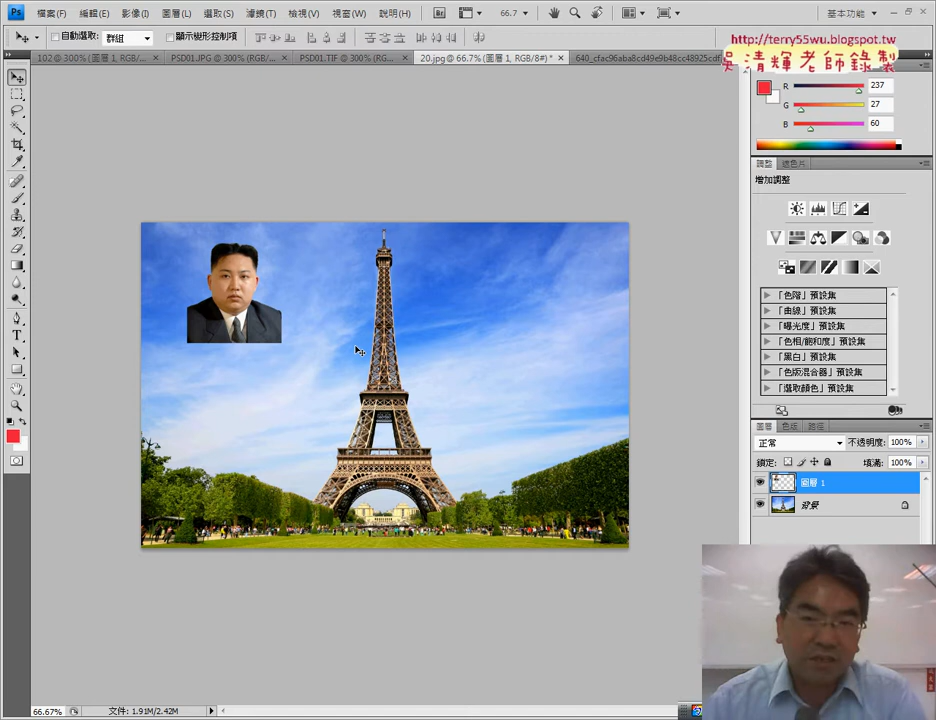 Ps 檔案(F) 編輯(E) 影像(I) 圖層(L) 選取(S) 濾鏡(T) 檢視(V) 視窗(W) 說明(H) 66.7 基本功能
自動選取: 群組 顯示變形控制項
http://terry55wu.blogspot.tw
吳清輝老師錄製
102 @ 300% (圖層 1, RGB/... PSD01.JPG @ 300% (RGB/... PSD01.TIF @ 300% (RG... 20.jpg @ 66.7% (圖層 1, RGB/8#) * 640_cfac96aba8cd49e9b48cc48925cdf
R 237
G 27
B 60
調整 遮色片
增加調整
「色階」預設集
「曲線」預設集
「曝光度」預設集
「色相/飽和度」預設集
「黑白」預設集
「色版混合器」預設集
「選取顏色」預設集
圖層 色版 路徑
正常 不透明度: 100%
鎖定: 填滿: 100%
圖層 1
背景
66.67% 文件: 1.91M/2.42M